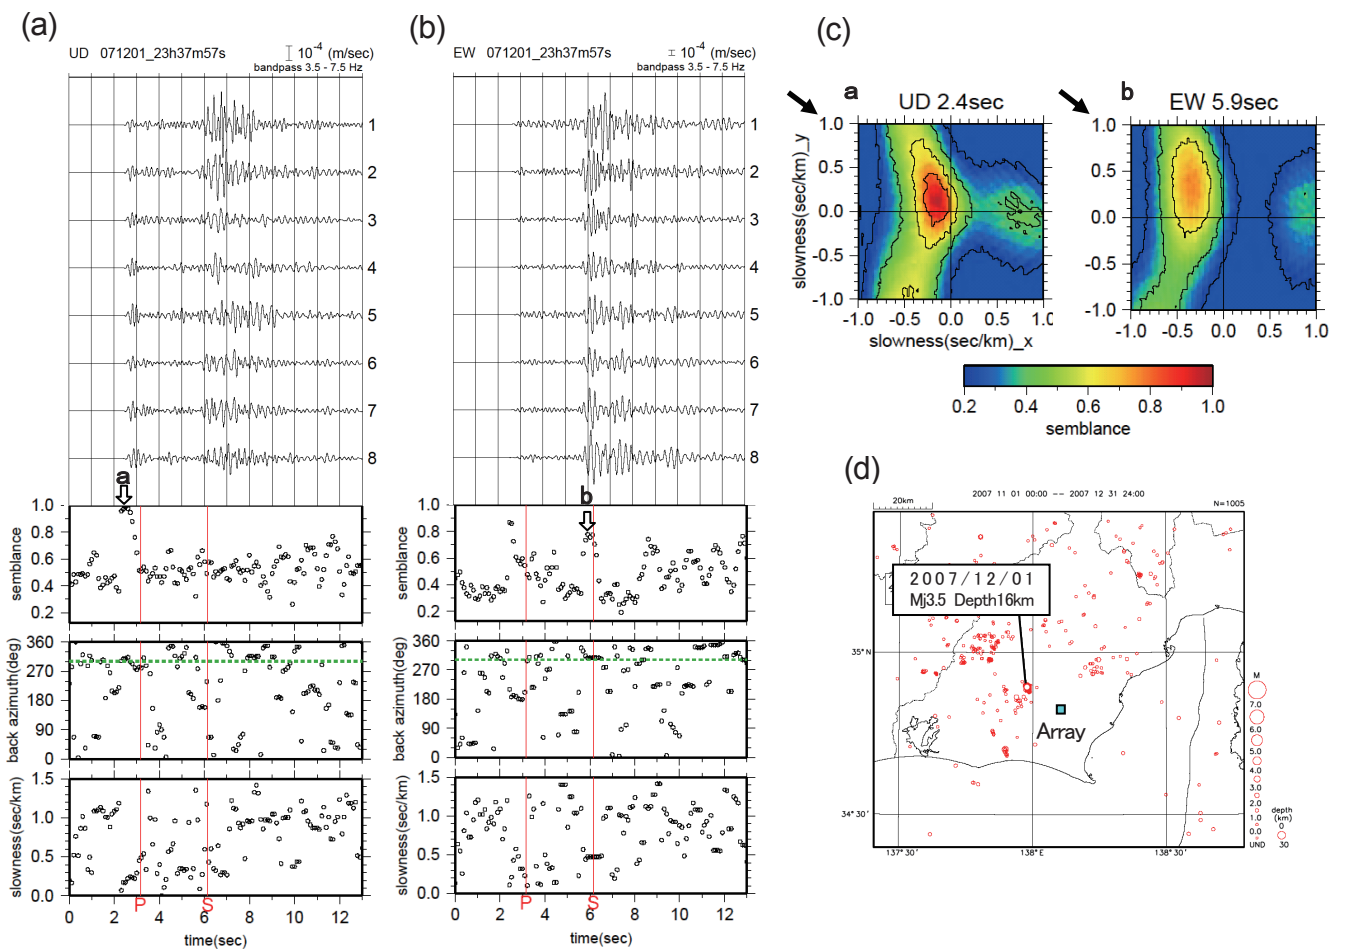 (a)
UD 071201_23h37m57s
10-4 (m/sec)
bandpass 3.5 - 7.5 Hz
1
2
3
4
5
6
7
8
a
1.0
0.8
0.6
0.4
0.2
semblance
360
270
180
90
0
back azimuth(deg)
1.5
1.0
0.5
0.0
slowness(sec/km)
P
S
0 2 4 6 8 10 12
time(sec)
(b)
EW 071201_23h37m57s
10-4 (m/sec)
bandpass 3.5 - 7.5 Hz
1
2
3
4
5
6
7
8
b
1.0
0.8
0.6
0.4
0.2
semblance
360
270
180
90
0
back azimuth(deg)
1.5
1.0
0.5
0.0
slowness(sec/km)
P
S
0 2 4 6 8 10 12
time(sec)
(c)
a
UD 2.4sec
1.0
0.5
0.0
-0.5
-1.0
slowness(sec/km)_y
-1.0 -0.5 0.0 0.5 1.0
slowness(sec/km)_x
b
EW 5.9sec
1.0
0.5
0.0
-0.5
-1.0
-1.0 -0.5 0.0 0.5 1.0
0.2 0.4 0.6 0.8 1.0
semblance
(d)
20km
2007 11 01 00:00 -- 2007 12 31 24:00
N=1005
2007/12/01
Mj3.5 Depth16km
35°N
Array
34°30'
137°30' 138°E 138°30'
M
7.0
6.0
5.0
4.0
3.0
2.0
1.0
0.0
UND
depth
(km)
0
30